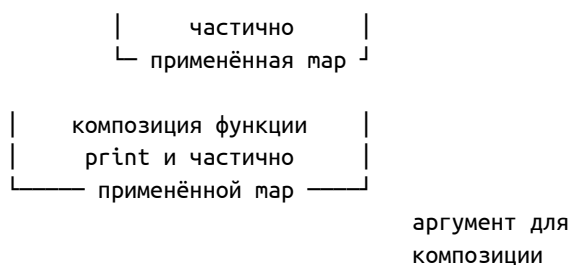 частично
применённая map
композиция функции
print и частично
применённой map
аргумент для
композиции